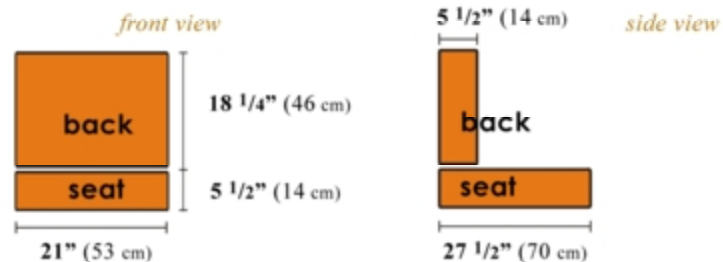 front view
back
18 1/4” (46 cm)
seat
5 1/2” (14 cm)
21” (53 cm)
5 1/2” (14 cm)
side view
back
seat
27 1/2” (70 cm)